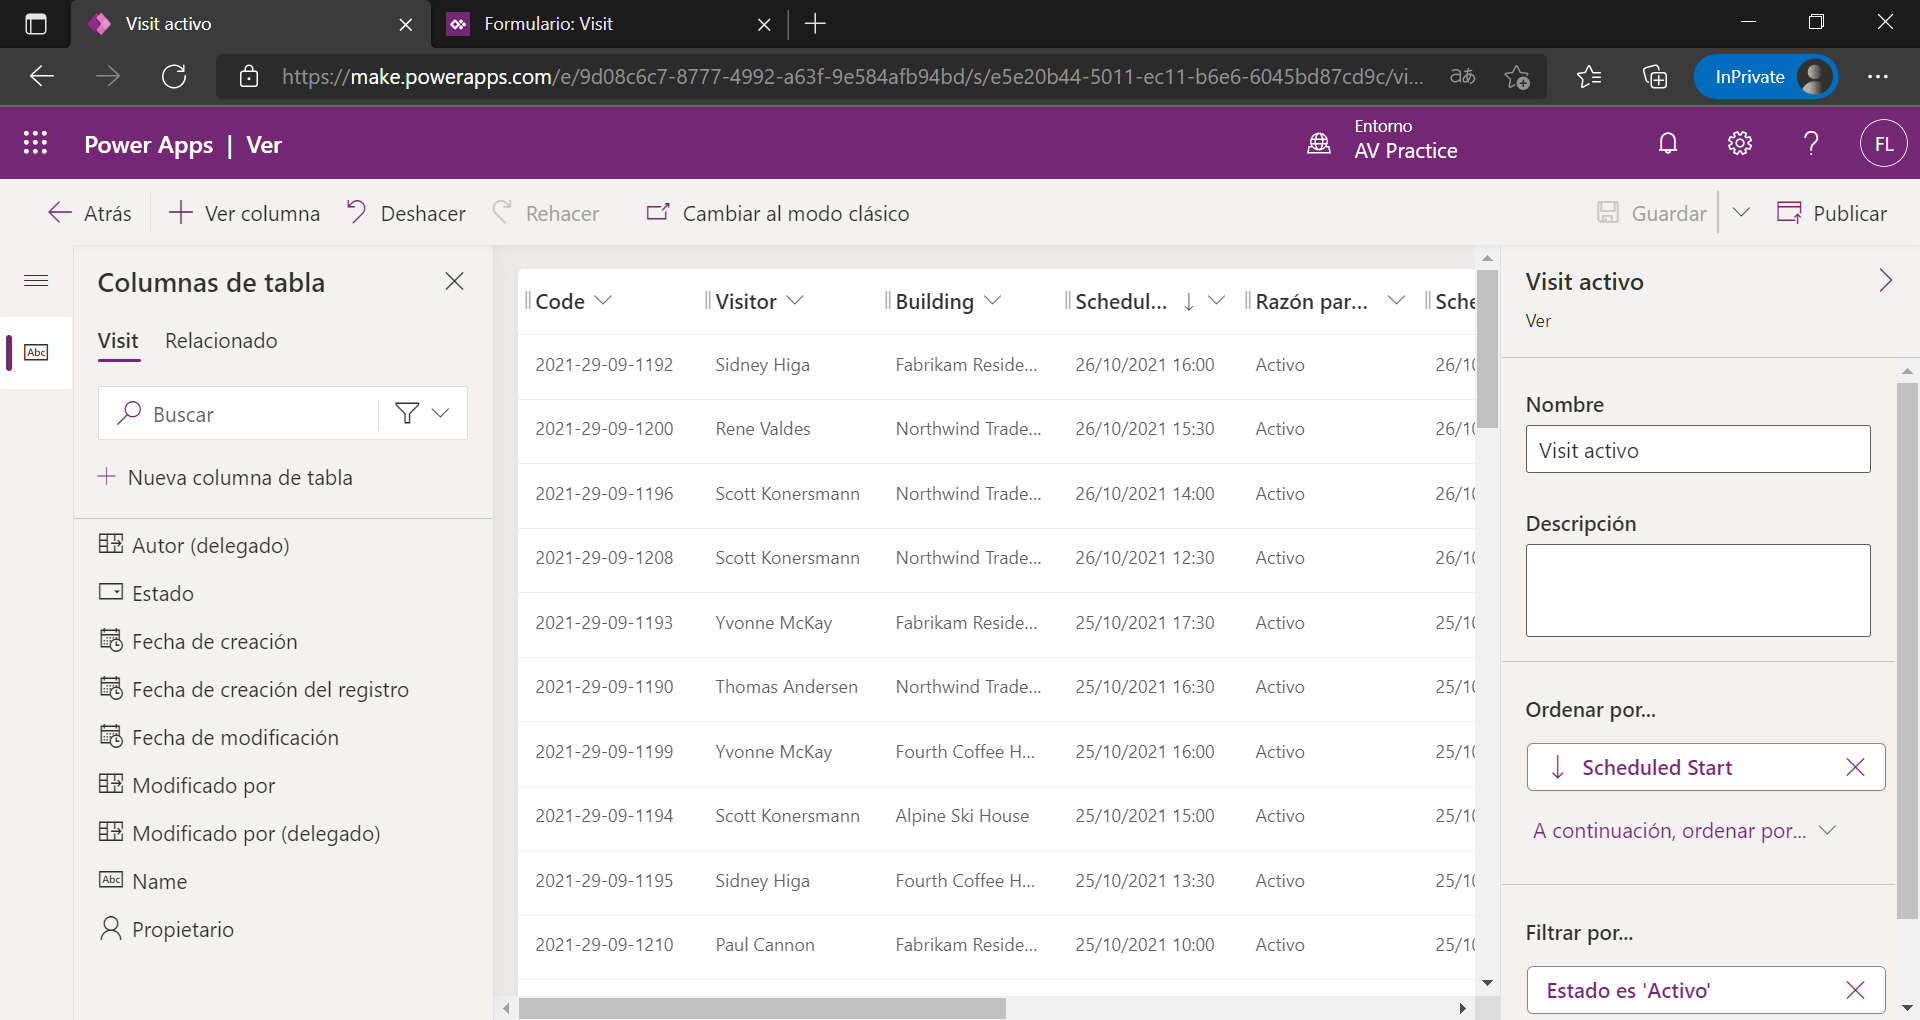 Visit activo
Formulario: Visit
https://make.powerapps.com/e/9d08c6c7-8777-4992-a63f-9e584afb94bd/s/e5e20b44-5011-ec11-b6e6-6045bd87cd9c/vi...
InPrivate
Power Apps | Ver
Entorno
AV Practice
FL
Atrás
Ver columna
Deshacer
Rehacer
Cambiar al modo clásico
Guardar
Publicar
Columnas de tabla
Visit Relacionado
Buscar
Nueva columna de tabla
Autor (delegado)
Estado
Fecha de creación
Fecha de creación del registro
Fecha de modificación
Modificado por
Modificado por (delegado)
Abc Name
Propietario
Abc
Code Visitor Building Schedul... Razón par... Sche
2021-29-09-1192 Sidney Higa Fabrikam Reside... 26/10/2021 16:00 Activo 26/10
2021-29-09-1200 Rene Valdes Northwind Trade... 26/10/2021 15:30 Activo 26/10
2021-29-09-1196 Scott Konersmann Northwind Trade... 26/10/2021 14:00 Activo 26/10
2021-29-09-1208 Scott Konersmann Northwind Trade... 26/10/2021 12:30 Activo 26/10
2021-29-09-1193 Yvonne McKay Fabrikam Reside... 25/10/2021 17:30 Activo 25/10
2021-29-09-1190 Thomas Andersen Northwind Trade... 25/10/2021 16:30 Activo 25/10
2021-29-09-1199 Yvonne McKay Fourth Coffee H... 25/10/2021 16:00 Activo 25/10
2021-29-09-1194 Scott Konersmann Alpine Ski House 25/10/2021 15:00 Activo 25/10
2021-29-09-1195 Sidney Higa Fourth Coffee H... 25/10/2021 13:30 Activo 25/10
2021-29-09-1210 Paul Cannon Fabrikam Reside... 25/10/2021 10:00 Activo 25/10
Visit activo
Ver
Nombre
Visit activo
Descripción
Ordenar por...
Scheduled Start
A continuación, ordenar por...
Filtrar por...
Estado es 'Activo'